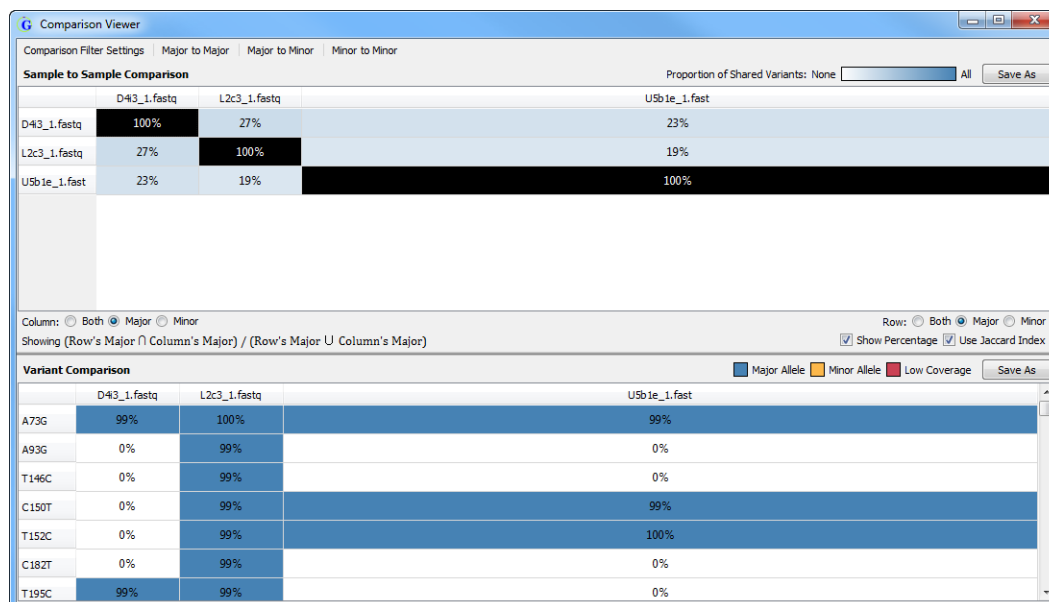 G Comparison Viewer
Comparison Filter Settings Major to Major Major to Minor Minor to Minor
Sample to Sample Comparison Proportion of Shared Variants: None All Save As
D4i3_1.fastq L2c3_1.fastq U5b1e_1.fast
D4i3_1.fastq 100% 27% 23%
L2c3_1.fastq 27% 100% 19%
U5b1e_1.fast 23% 19% 100%
Column: Both Major Minor Row: Both Major Minor
Showing (Row's Major ∩ Column's Major) / (Row's Major ∪ Column's Major) Show Percentage Use Jaccard Index
Variant Comparison Major Allele Minor Allele Low Coverage Save As
D4i3_1.fastq L2c3_1.fastq U5b1e_1.fast
A73G 99% 100% 99%
A93G 0% 99% 0%
T146C 0% 99% 0%
C150T 0% 99% 99%
T152C 0% 99% 100%
C182T 0% 99% 0%
T195C 99% 99% 0%